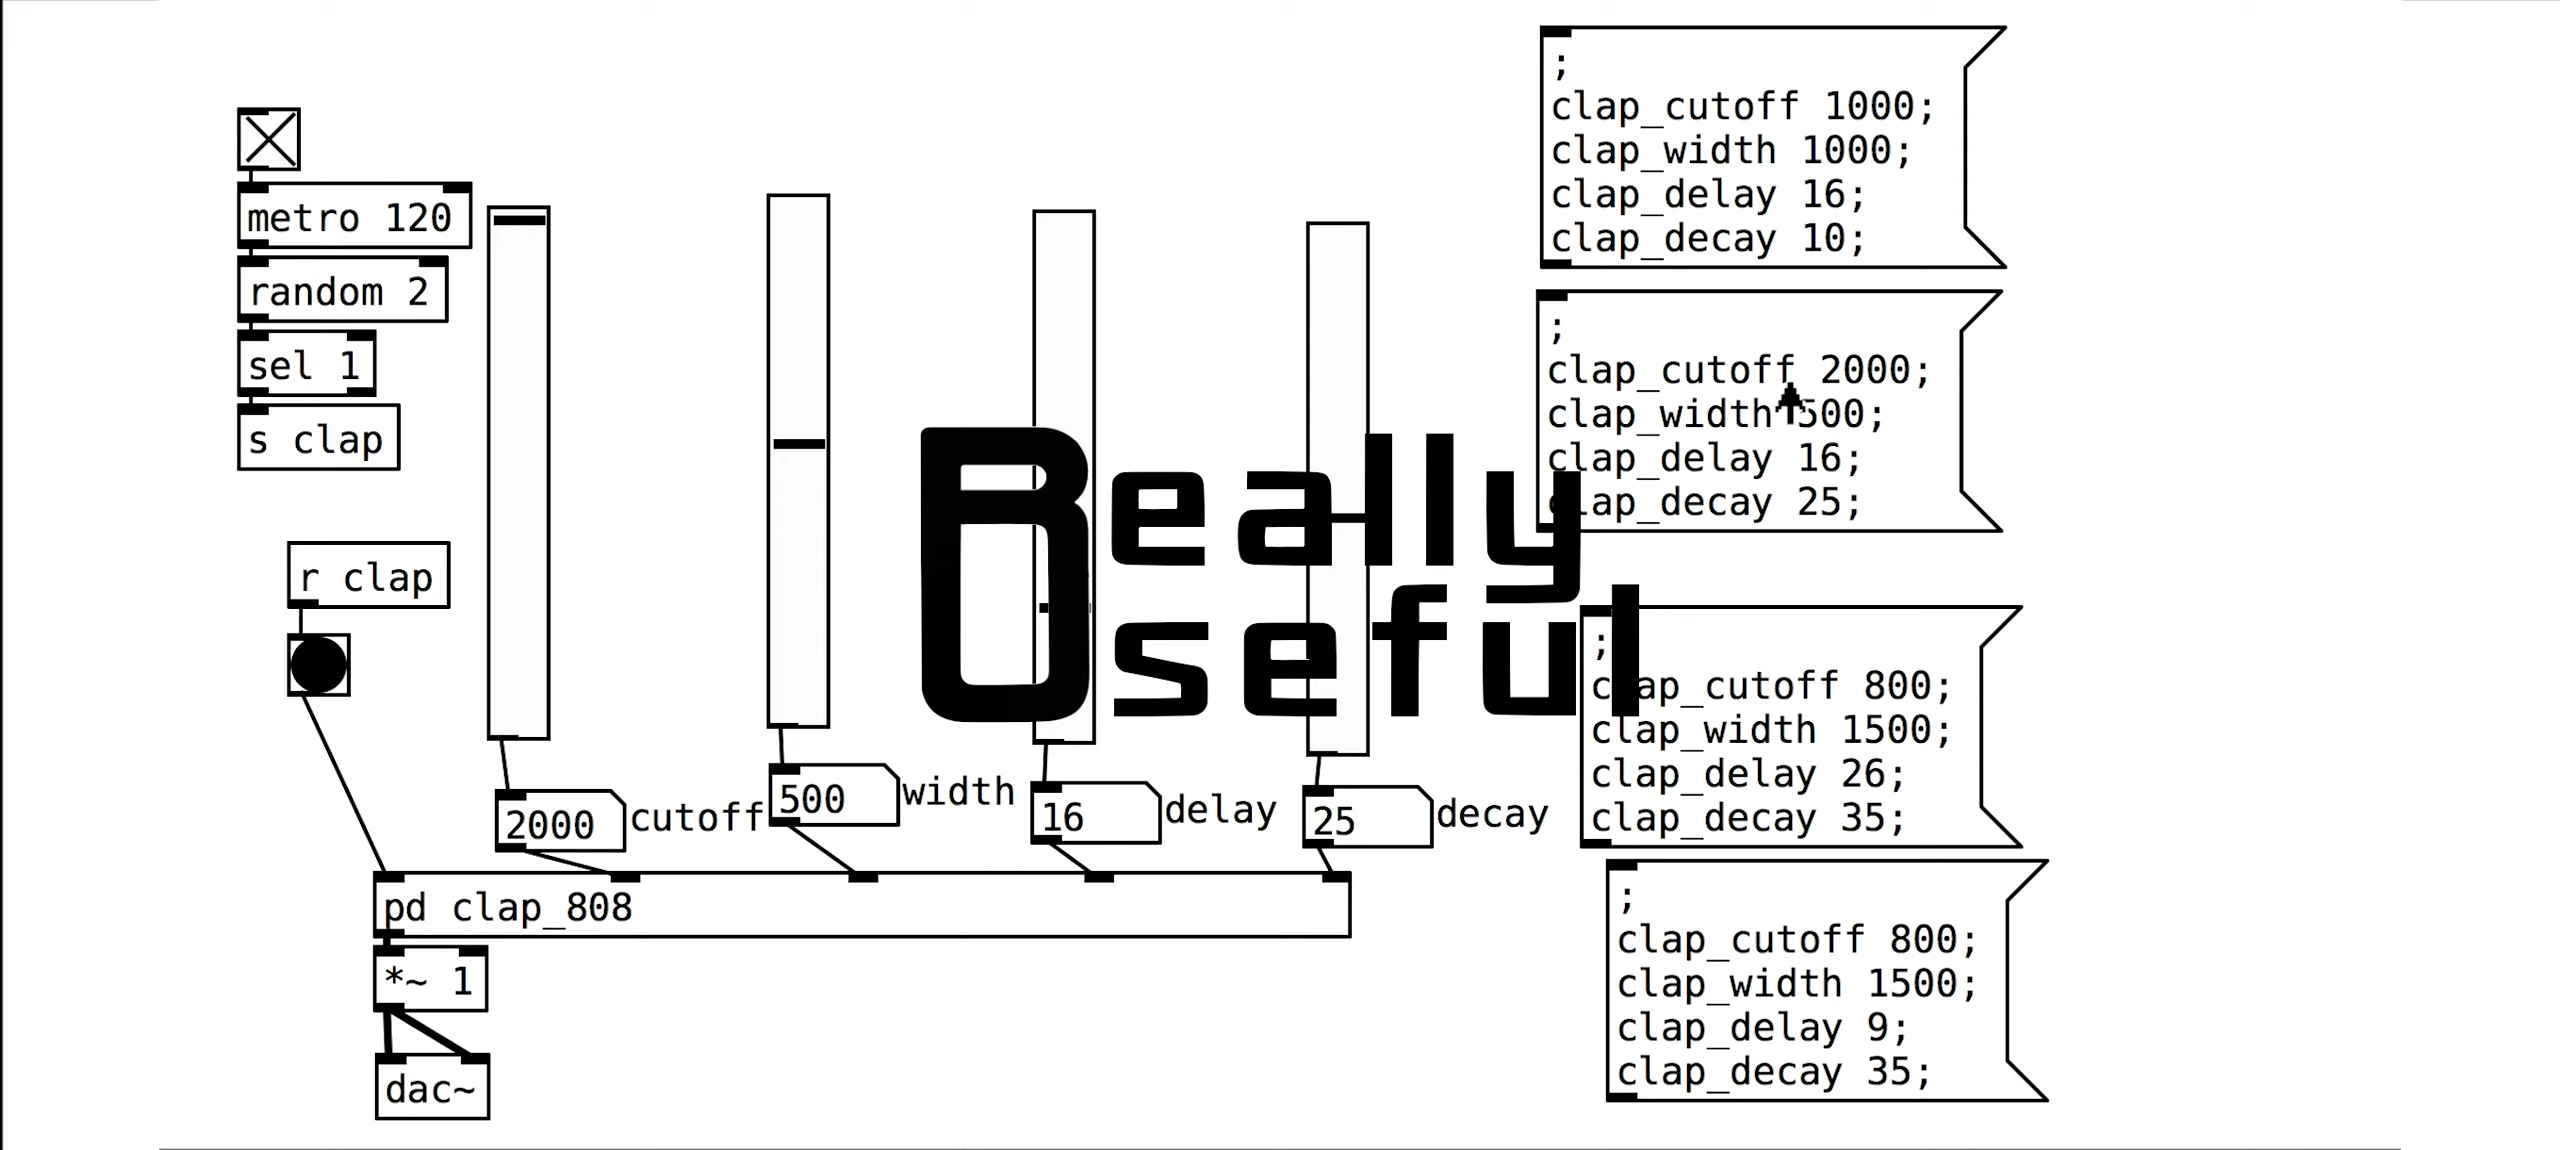 metro 120
random 2
sel 1
s clap
r clap
2000 cutoff
500 width
16 delay
25 decay
pd clap_808
*~ 1
dac~
Really
Useful
;
clap_cutoff 1000;
clap_width 1000;
clap_delay 16;
clap_decay 10;
;
clap_cutoff 2000;
clap_width 500;
clap_delay 16;
clap_decay 25;
;
clap_cutoff 800;
clap_width 1500;
clap_delay 26;
clap_decay 35;
;
clap_cutoff 800;
clap_width 1500;
clap_delay 9;
clap_decay 35;